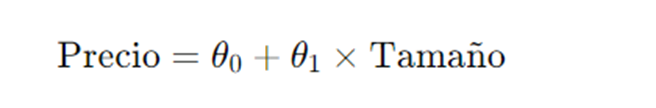 Precio = θ₀ + θ₁ × Tamaño